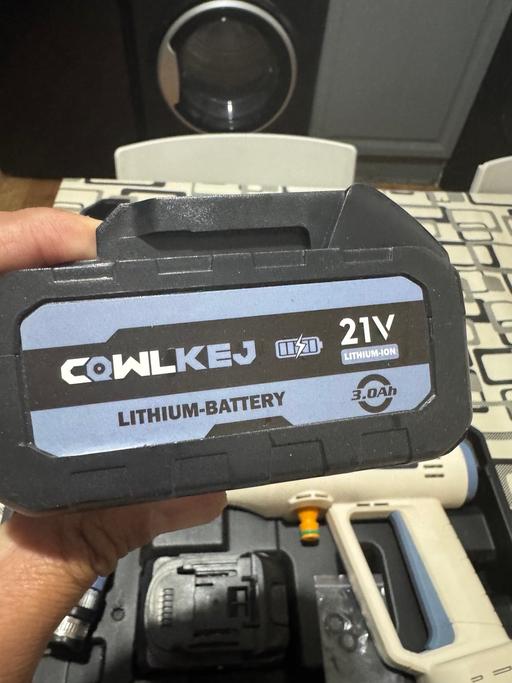 21V
COWLKEJ
LITHIUM-ION
LITHIUM-BATTERY
3.0Ah